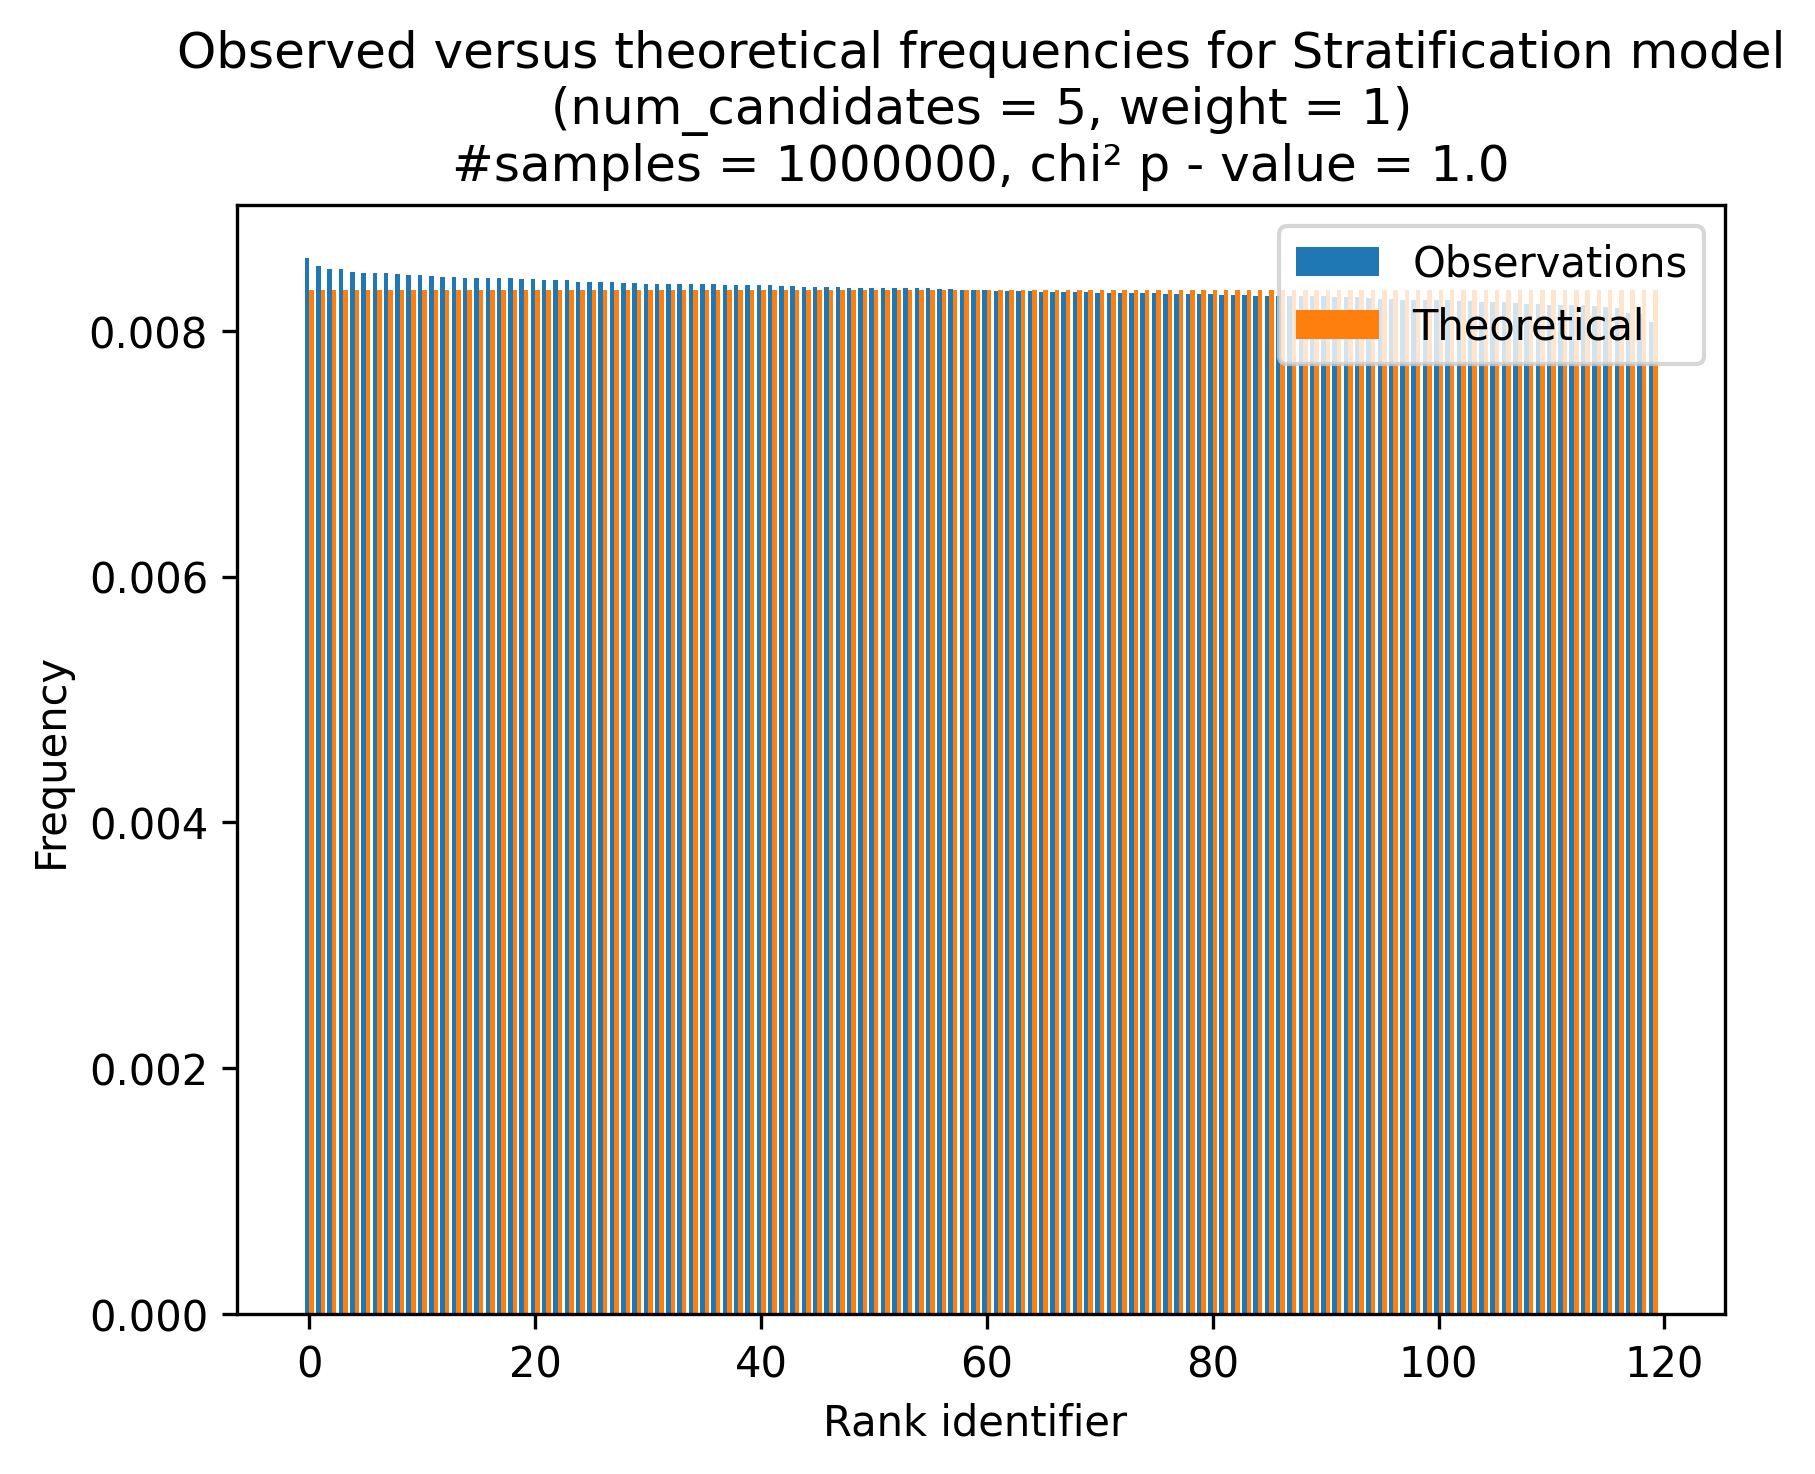 Observed versus theoretical frequencies for Stratification model
(num_candidates = 5, weight = 1)
#samples = 1000000, chi² p - value = 1.0
Observations
Theoretical
0.008
0.006
0.004
0.002
0.000
Frequency
0 20 40 60 80 100 120
Rank identifier